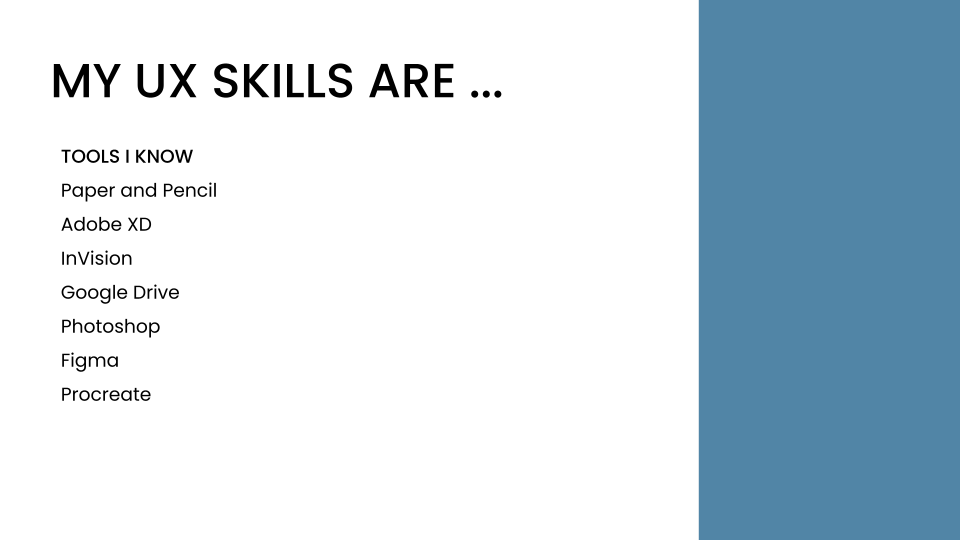 MY UX SKILLS ARE ...
TOOLS I KNOW
Paper and Pencil
Adobe XD
InVision
Google Drive
Photoshop
Figma
Procreate